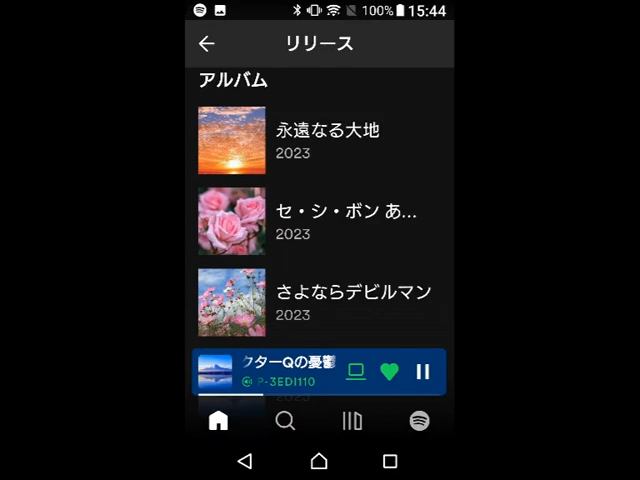 100% 15:44
リリース
アルバム
永遠なる大地
2023
セ・シ・ボン あ...
2023
さよならデビルマン
2023
クターQの憂鬱
P-3EDI110
2023